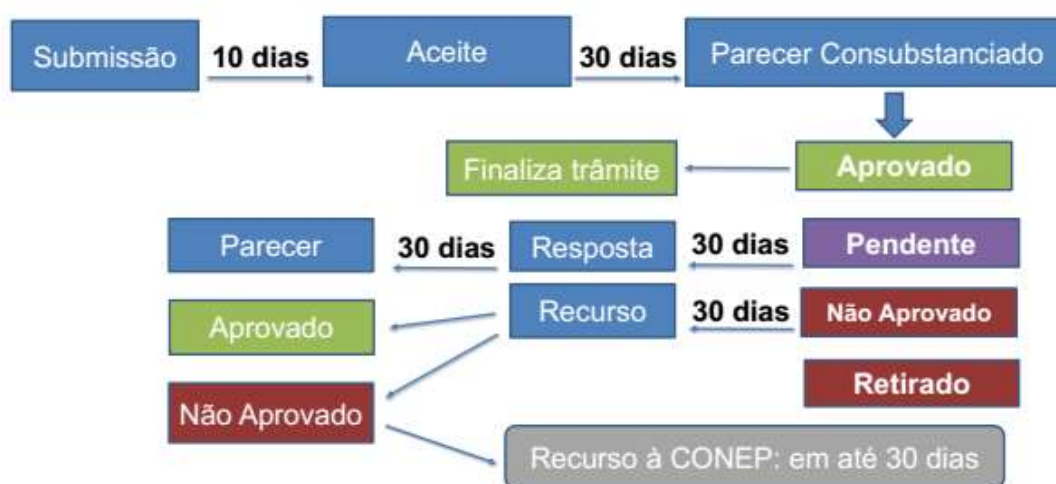 Submissão
10 dias
Aceite
30 dias
Parecer Consubstanciado
Finaliza trâmite
Aprovado
Parecer
30 dias
Resposta
30 dias
Pendente
Aprovado
Recurso
30 dias
Não Aprovado
Retirado
Não Aprovado
Recurso à CONEP: em até 30 dias